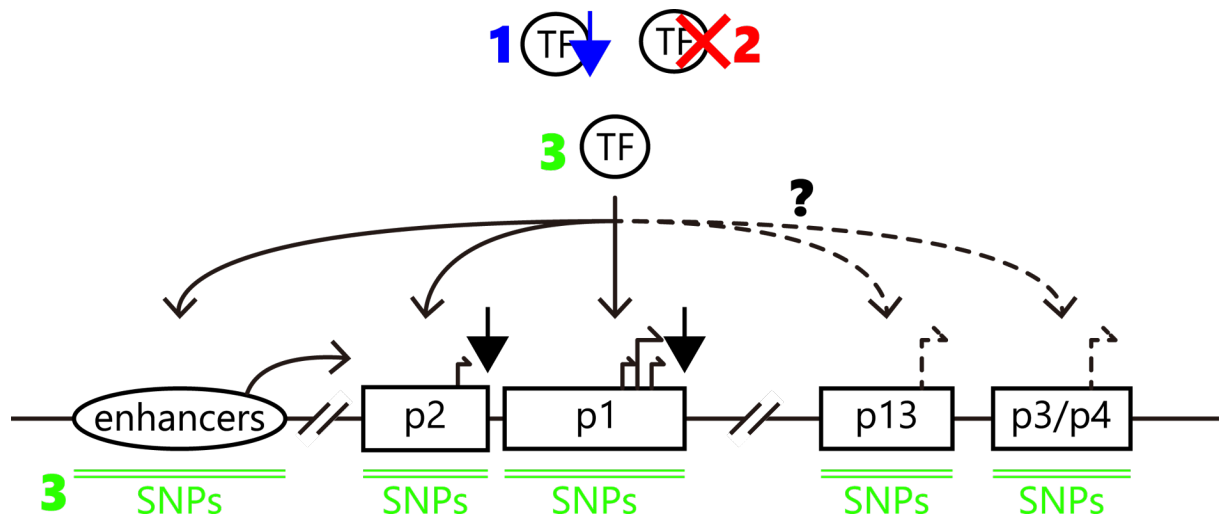 1 TF TF 2
3 TF
?
enhancers p2 p1 p13 p3/p4
3 SNPs SNPs SNPs SNPs SNPs